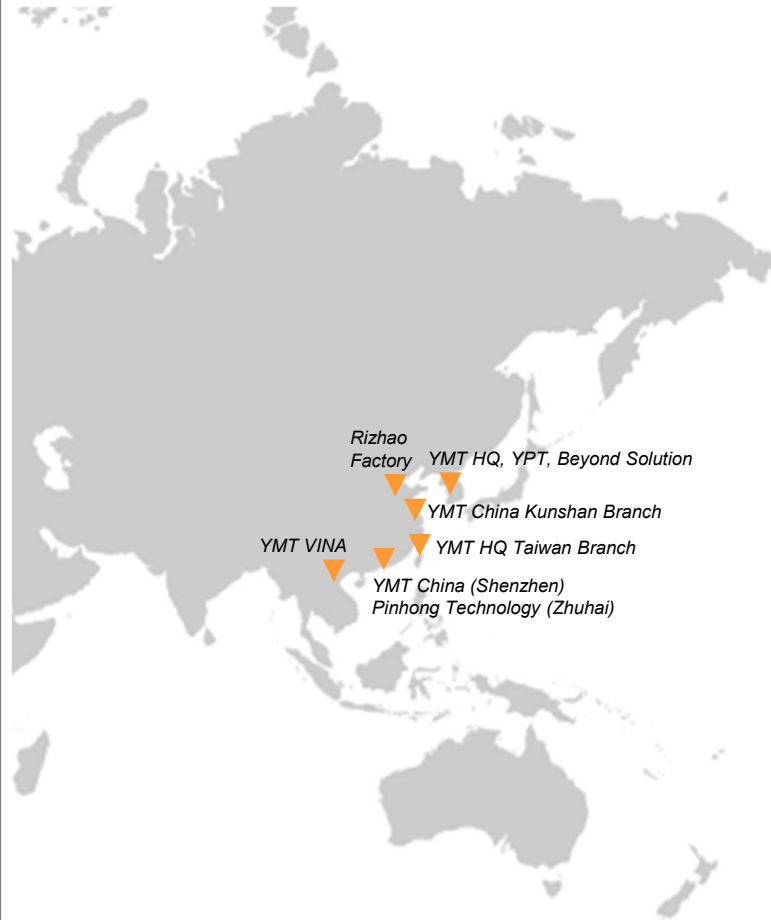 Rizhao
Factory
YMT HQ, YPT, Beyond Solution
YMT China Kunshan Branch
YMT VINA
YMT HQ Taiwan Branch
YMT China (Shenzhen)
Pinhong Technology (Zhuhai)